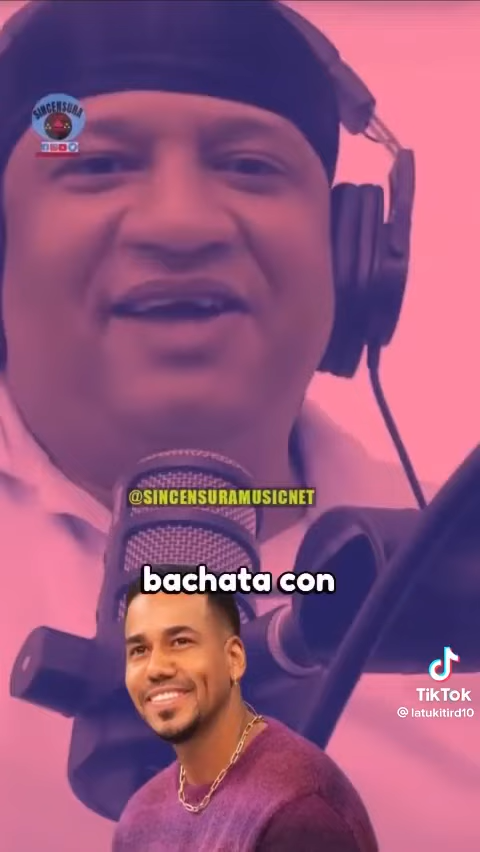 SINCENSURA
@SINCENSURAMUSICNET
bachata con
TikTok
@latukitird10